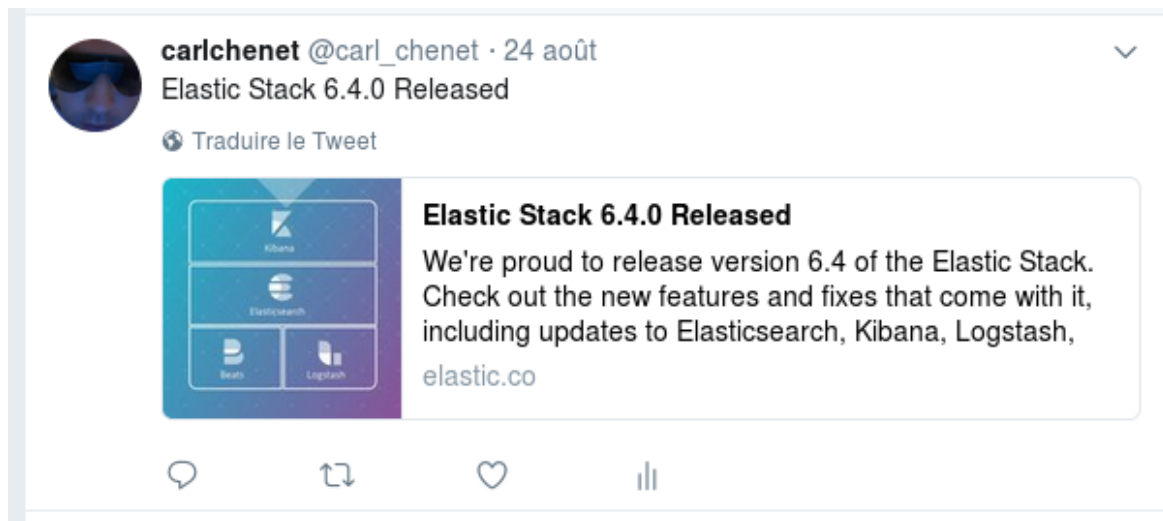 carlchenet @carl_chenet · 24 août
Elastic Stack 6.4.0 Released
Traduire le Tweet
Kibana
Elasticsearch
Beats Logstash
Elastic Stack 6.4.0 Released
We're proud to release version 6.4 of the Elastic Stack.
Check out the new features and fixes that come with it,
including updates to Elasticsearch, Kibana, Logstash,
elastic.co